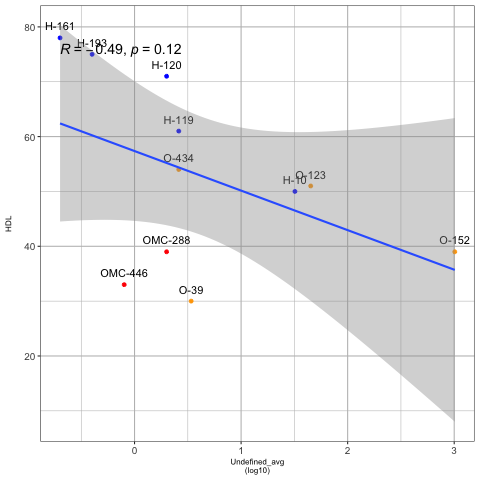 80
60
40
20
HDL
H-161
H-193
R = −0.49, p = 0.12
H-120
H-119
O-434
O-123
H-10
O-152
OMC-288
OMC-446
O-39
0 1 2 3
Undefined_avg
(log10)